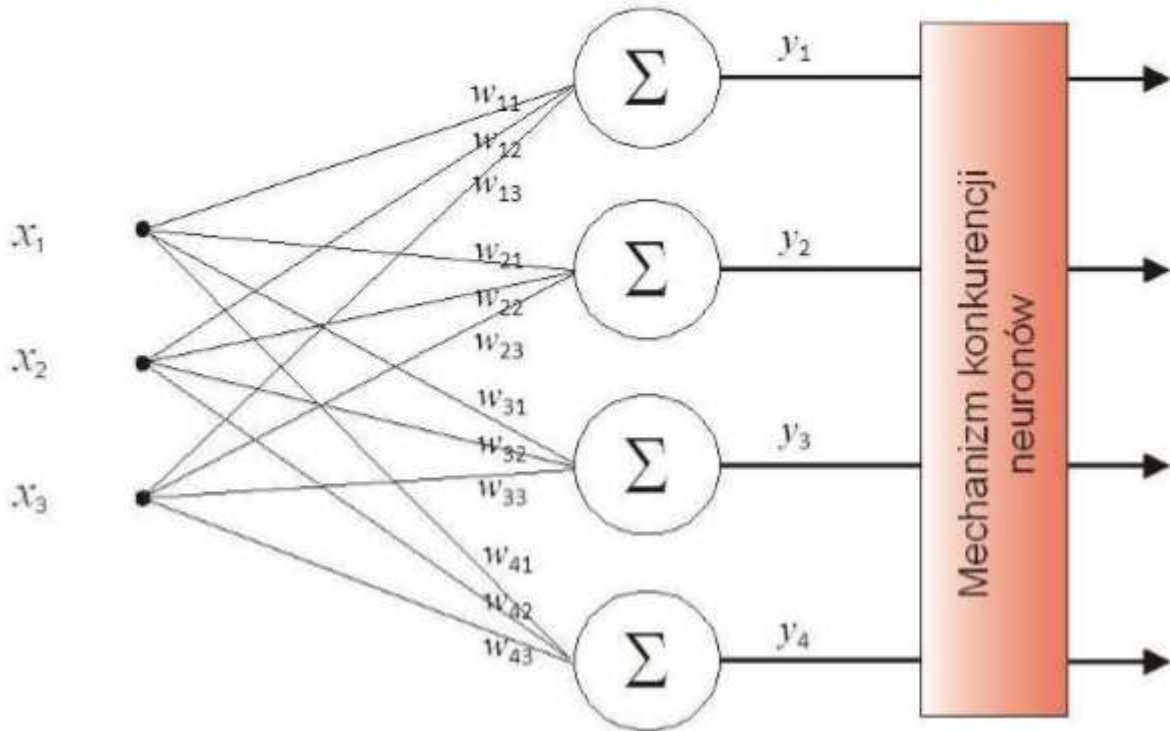 x₁
x₂
x₃
w₁₁
w₁₂
w₁₃
w₂₁
w₂₂
w₂₃
w₃₁
w₃₂
w₃₃
w₄₁
w₄₂
w₄₃
Σ
Σ
Σ
Σ
y₁
y₂
y₃
y₄
Mechanizm konkurencji
neuronów